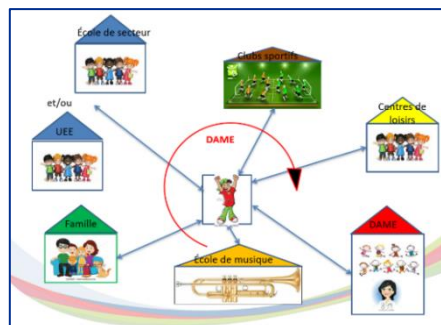 École de secteur
Clubs sportifs
et/ou
UEE
DAME
Centres de
loisirs
Famille
École de musique
DAME